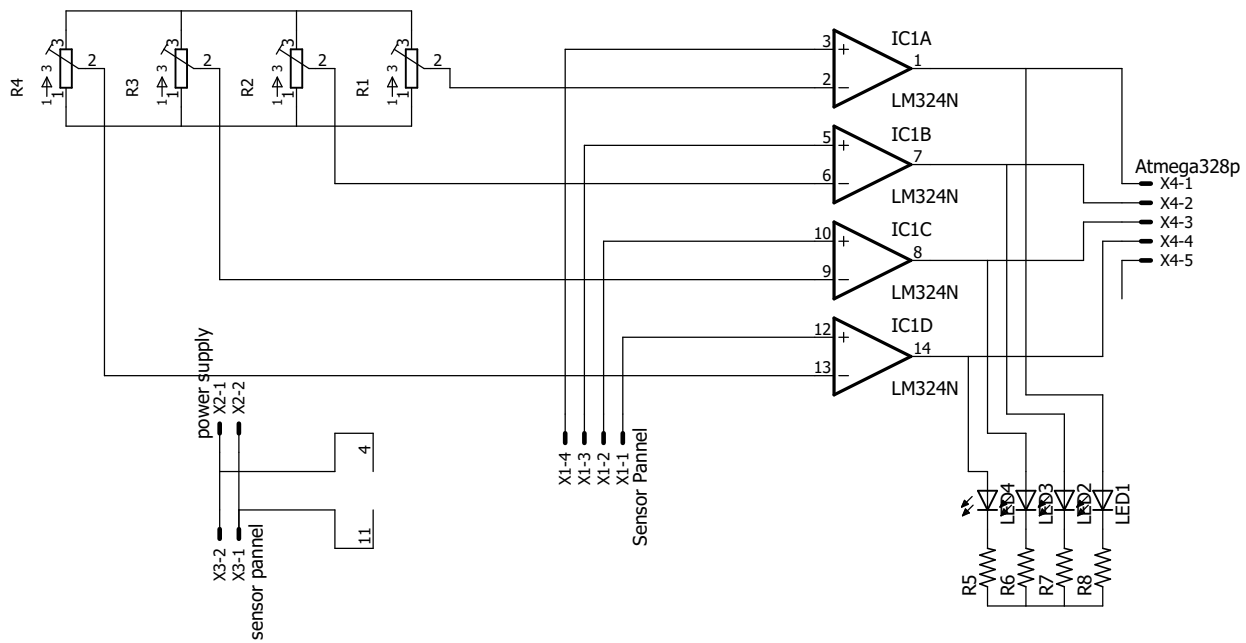 3
2
1
1
3
R4
3
2
1
1
3
R3
3
2
1
1
3
R2
3
2
1
1
3
R1
3
2
+
−
1
IC1A
LM324N
5
6
+
−
7
IC1B
LM324N
10
9
+
−
8
IC1C
LM324N
12
13
+
−
14
IC1D
LM324N
Atmega328p
X4-1
X4-2
X4-3
X4-4
X4-5
power supply
X2-1
X2-2
4
11
X3-2
X3-1
sensor pannel
X1-4
X1-3
X1-2
X1-1
Sensor Pannel
LED4
LED3
LED2
LED1
R5
R6
R7
R8